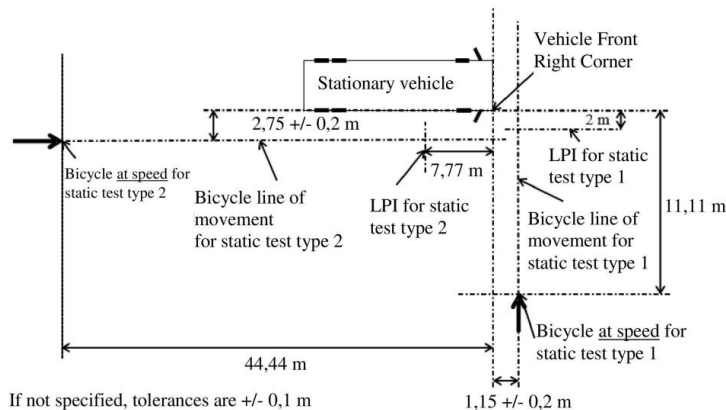 Vehicle Front
Right Corner
Stationary vehicle
2,75 +/- 0,2 m
2 m
Bicycle at speed for
static test type 2
Bicycle line of
movement
for static test type 2
7,77 m
LPI for static
test type 2
LPI for static
test type 1
Bicycle line of
movement for
static test type 1
11,11 m
Bicycle at speed for
static test type 1
44,44 m
1,15 +/- 0,2 m
If not specified, tolerances are +/- 0,1 m